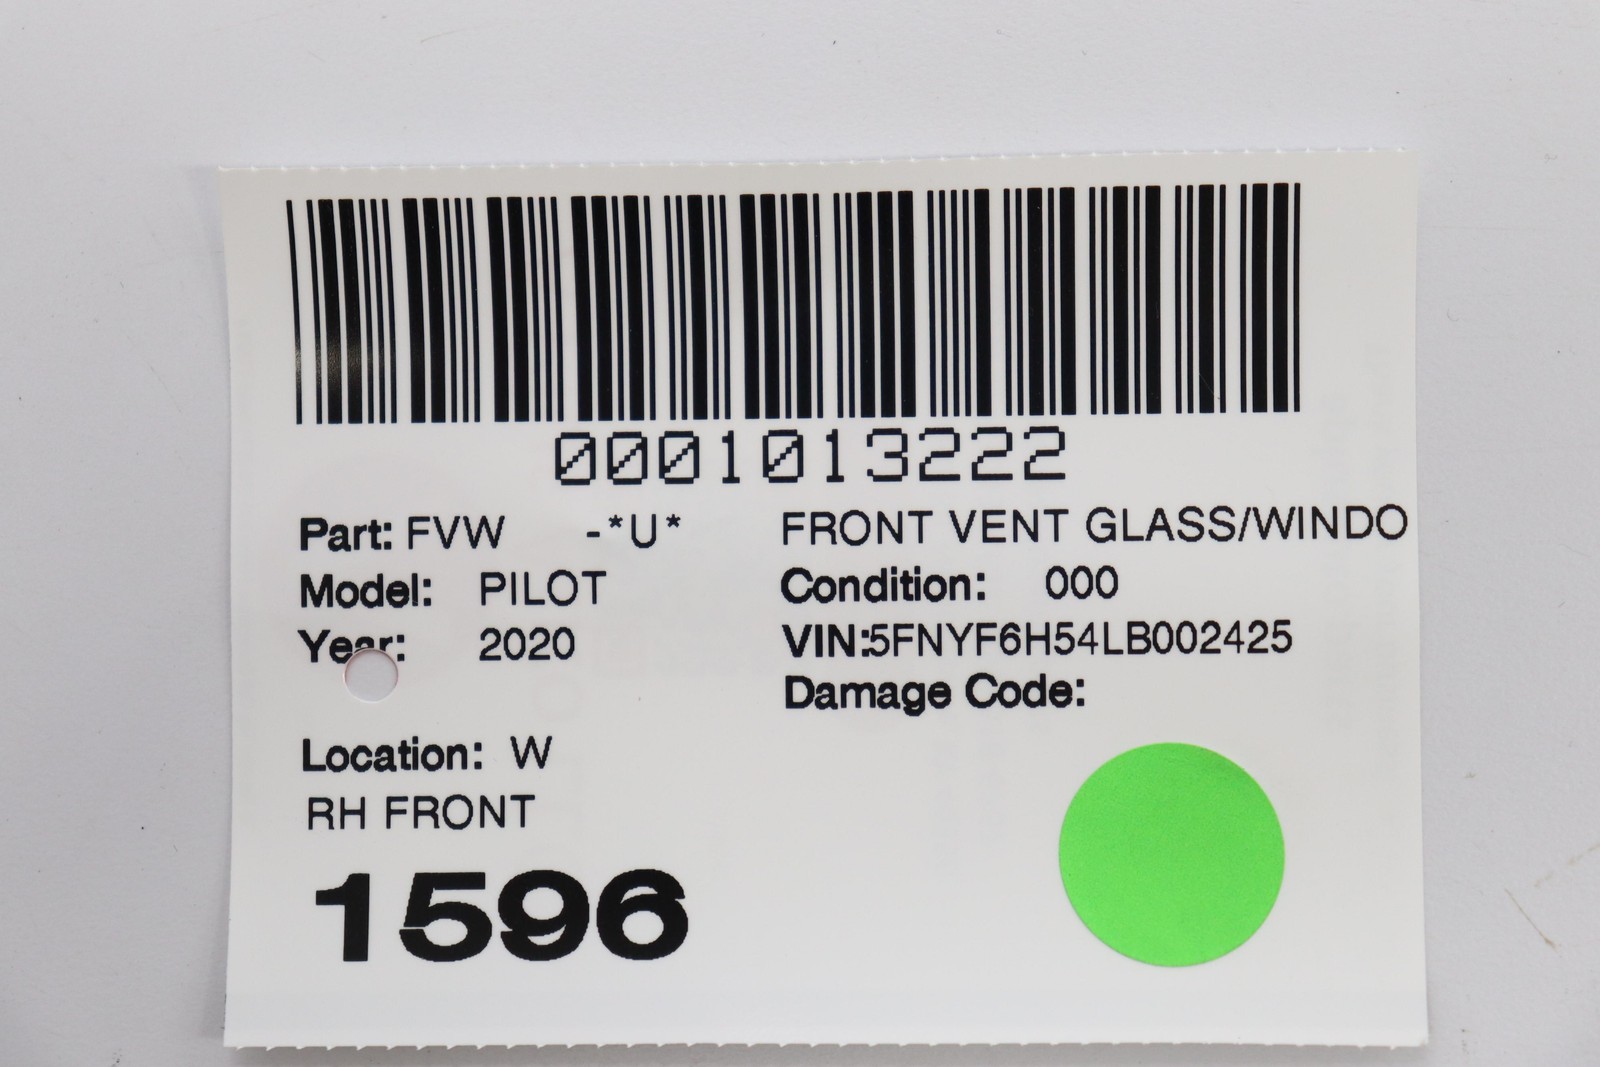 0001013222
Part: FVW -*U* FRONT VENT GLASS/WINDO
Model: PILOT Condition: 000
Year: 2020 VIN:5FNYF6H54LB002425
Damage Code:
Location: W
RH FRONT
1596